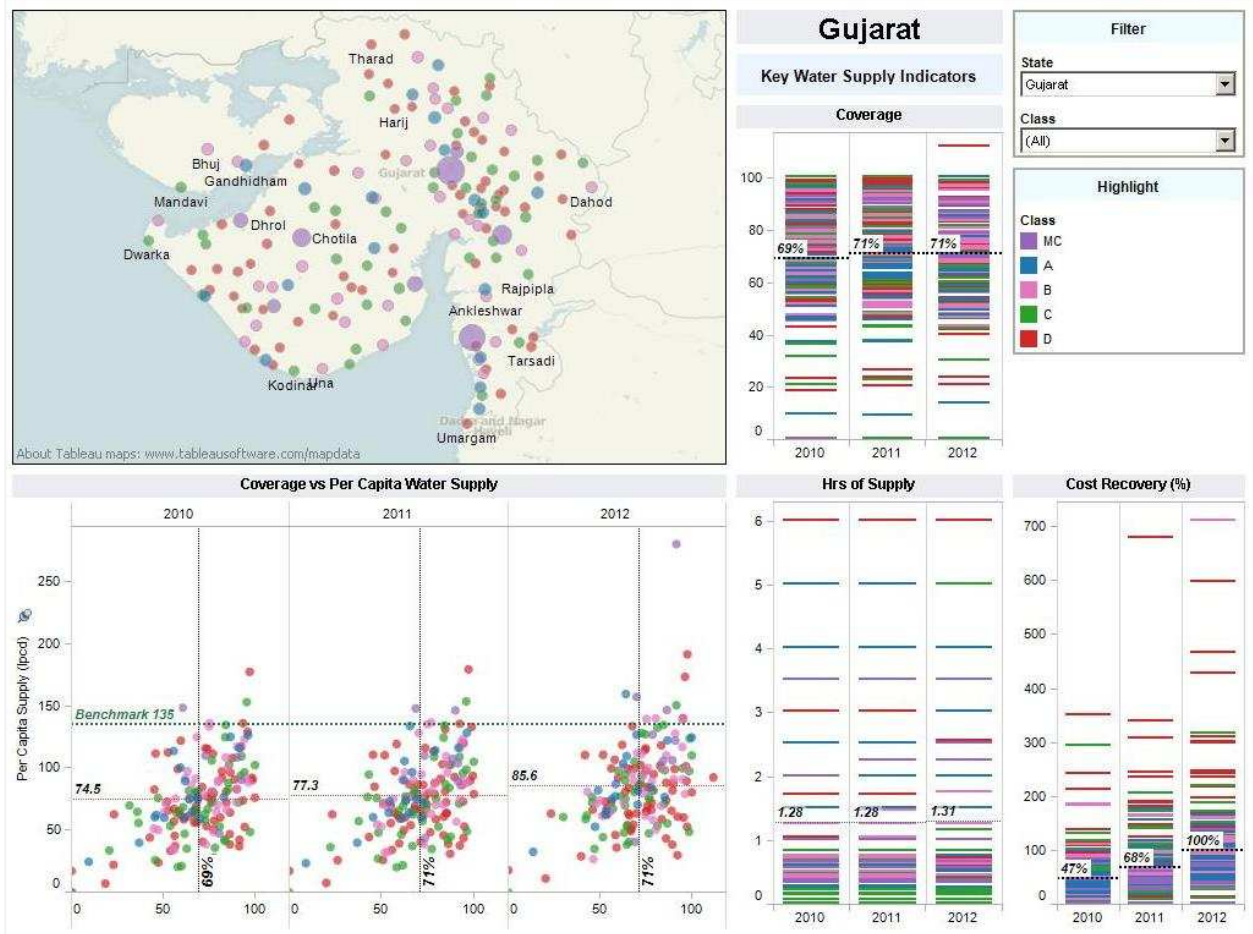 Tharad
Harij
Gujarat
Bhuj
Gandhidham
Mandavi
Dahod
Dhrol
Chotila
Dwarka
Rajpipla
Ankleshwar
Tarsadi
Kodinar
Una
Dadra and Nagar
Haveli
Umargam
About Tableau maps: www.tableausoftware.com/mapdata
Gujarat
Key Water Supply Indicators
Coverage
100
80
60
40
20
0
69%
71%
71%
2010
2011
2012
Filter
State
Gujarat
Class
(All)
Highlight
Class
MC
A
B
C
D
Coverage vs Per Capita Water Supply
2010
2011
2012
Per Capita Supply (lpcd)
250
200
150
100
50
0
Benchmark 135
74.5
77.3
85.6
69%
71%
71%
0
50
100
0
50
100
0
50
100
Hrs of Supply
6
5
4
3
2
1
0
1.28
1.28
1.31
2010
2011
2012
Cost Recovery (%)
700
600
500
400
300
200
100
0
47%
68%
100%
2010
2011
2012